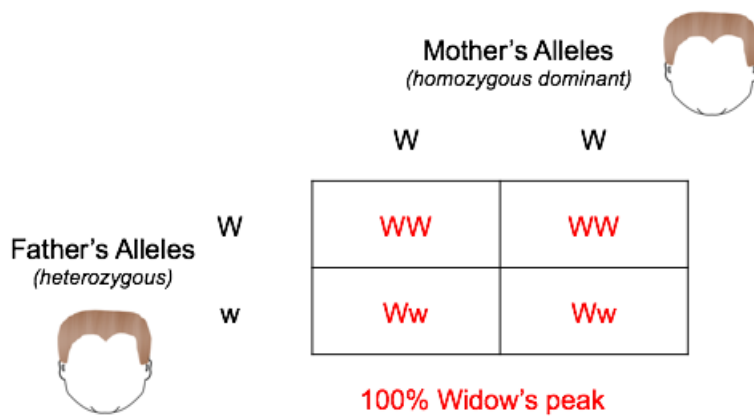 Mother's Alleles
(homozygous dominant)
W W
W WW WW
Father's Alleles
(heterozygous)
w Ww Ww
100% Widow's peak